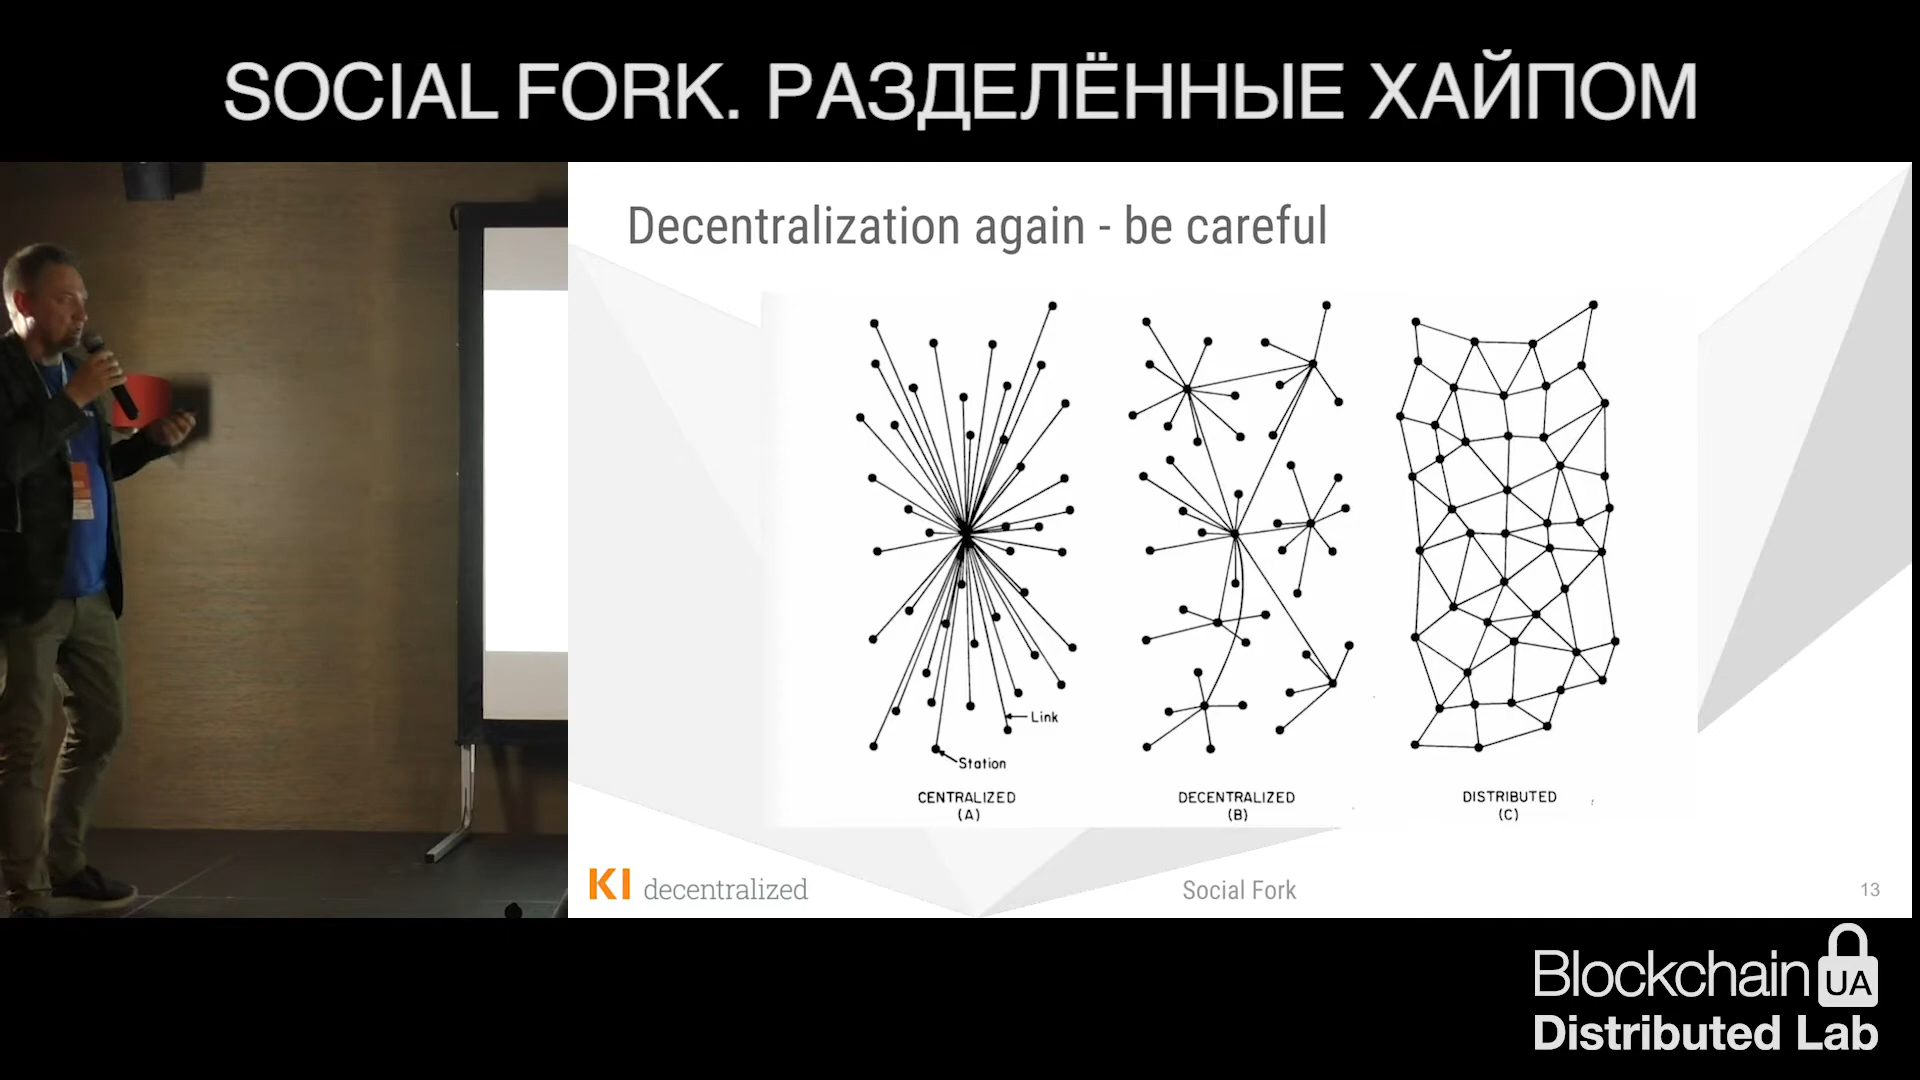 SOCIAL FORK. РАЗДЕЛЁННЫЕ ХАЙПОМ
Decentralization again - be careful
Link
Station
CENTRALIZED
(A)
DECENTRALIZED
(B)
DISTRIBUTED
(C)
KI decentralized
Social Fork
13
Blockchain UA
Distributed Lab